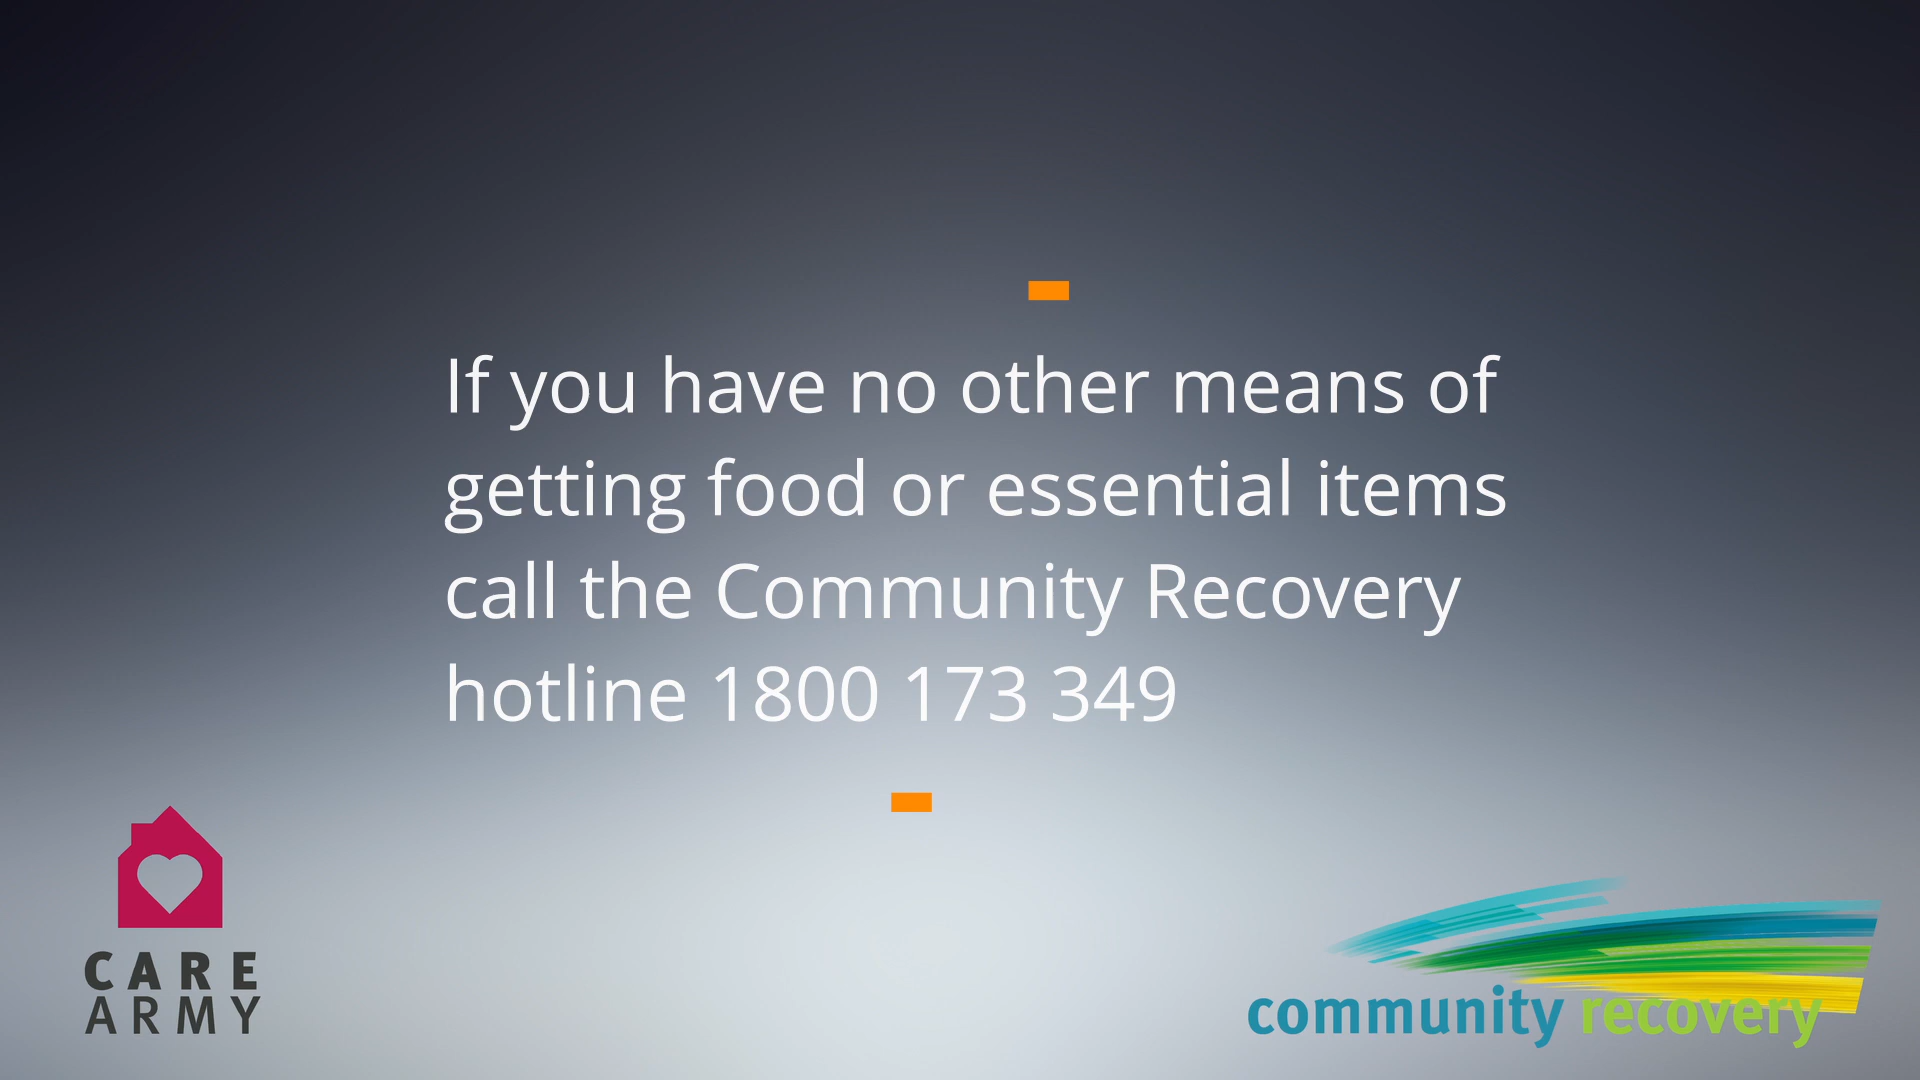 If you have no other means of
getting food or essential items
call the Community Recovery
hotline 1800 173 349
CARE
ARMY
community recovery